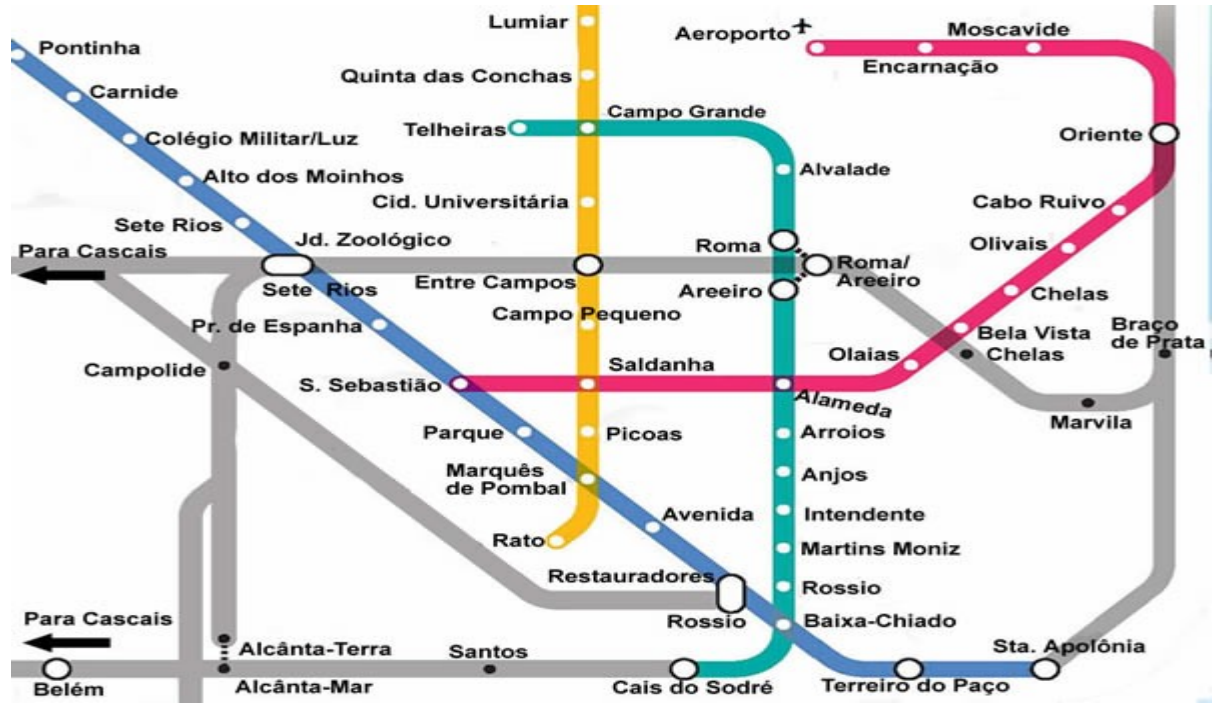 Lumiar
Aeroporto
Moscavide
Pontinha
Encarnação
Quinta das Conchas
Carnide
Campo Grande
Telheiras
Oriente
Colégio Militar/Luz
Alvalade
Alto dos Moinhos
Cid. Universitária
Cabo Ruivo
Sete Rios
Jd. Zoológico
Roma
Olivais
Para Cascais
Roma/
Areeiro
Sete Rios
Entre Campos
Areeiro
Chelas
Campo Pequeno
Pr. de Espanha
Bela Vista
Braço
de Prata
Olaias
Chelas
Saldanha
Campolide
S. Sebastião
Alameda
Marvila
Parque
Picoas
Arroios
Marquês
de Pombal
Anjos
Avenida
Intendente
Rato
Martins Moniz
Restauradores
Rossio
Para Cascais
Rossio
Baixa-Chiado
Alcânta-Terra
Santos
Sta. Apolônia
Belém
Alcânta-Mar
Cais do Sodré
Terreiro do Paço